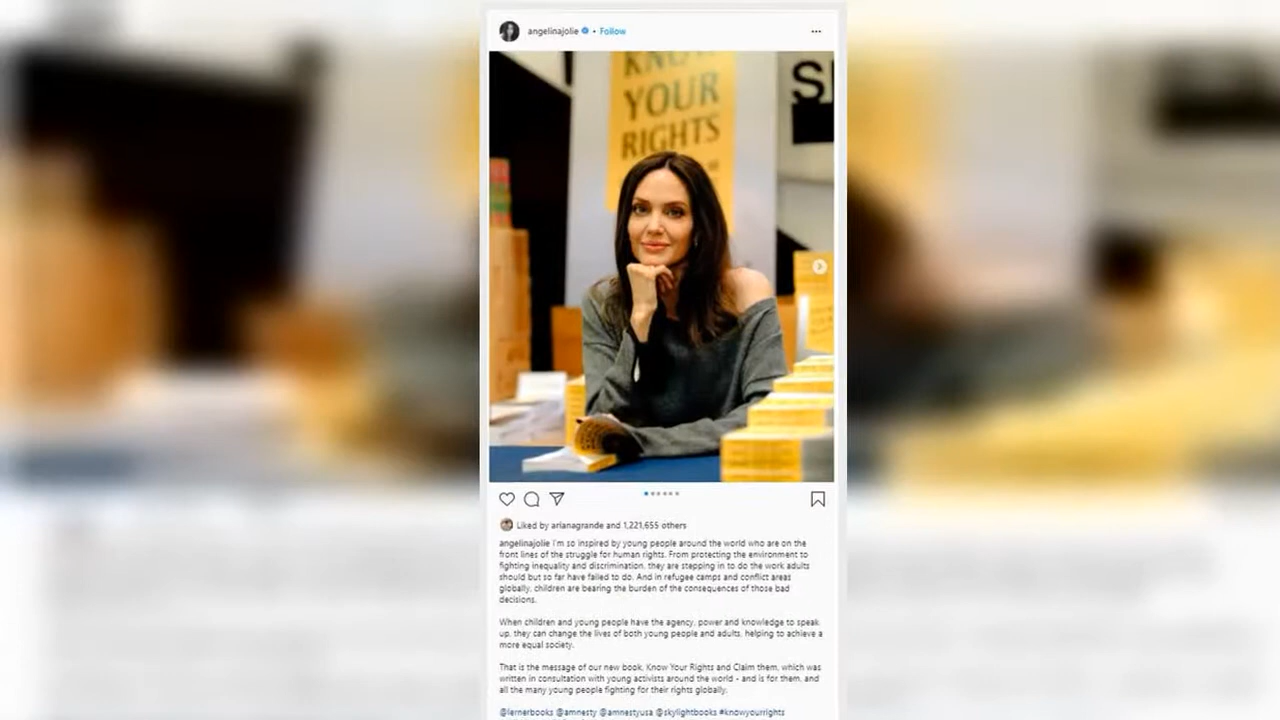 angelinajolie • Follow
KNOW
YOUR
RIGHTS
Liked by arianagrande and 1,221,655 others
angelinajolie I'm so inspired by young people around the world who are on the
front lines of the struggle for human rights. From protecting the environment to
fighting inequality and discrimination, they are stepping in to do the work adults
should but so far have failed to do. And in refugee camps and conflict areas
globally, children are bearing the burden of the consequences of those bad
decisions.
When children and young people have the agency, power and knowledge to speak
up, they can change the lives of both young people and adults, helping to achieve a
more equal society.
That is the message of our new book, Know Your Rights and Claim them, which was
written in consultation with young activists around the world - and is for them, and
all the many young people fighting for their rights globally.
@lernerbooks @amnesty @amnestyusa @skylightbooks #knowyourrights